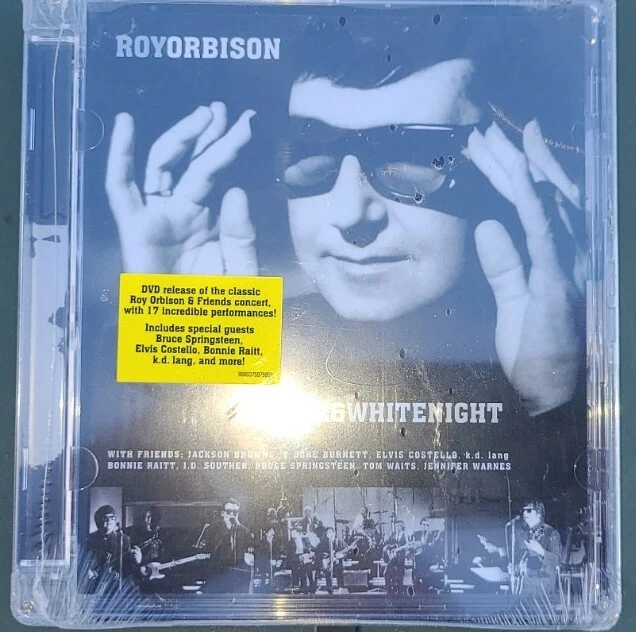 ROYORBISON
DVD release of the classic
Roy Orbison & Friends concert,
with 17 incredible performances!
Includes special guests
Bruce Springsteen,
Elvis Costello, Bonnie Raitt,
k.d. lang, and more!
&WHITENIGHT
WITH FRIENDS: JACKSON BROWNE, T BONE BURNETT, ELVIS COSTELLO, k.d. lang
BONNIE RAITT, J.D. SOUTHER, BRUCE SPRINGSTEEN, TOM WAITS, JENNIFER WARNES